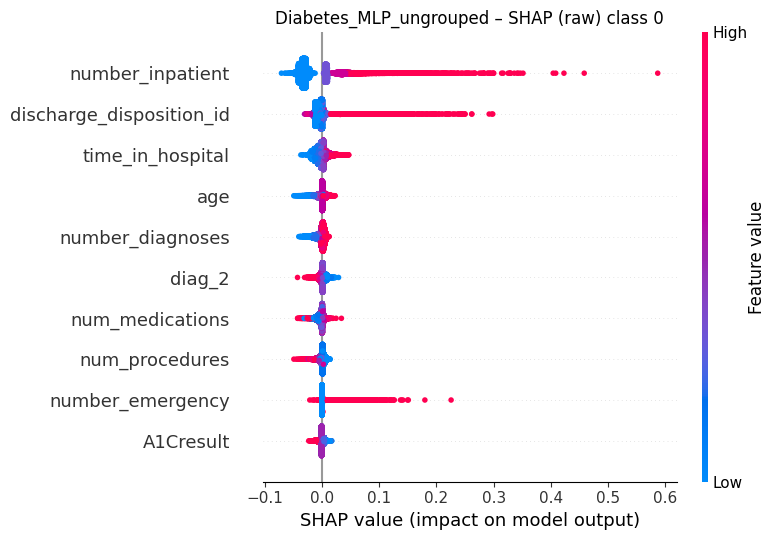 Diabetes_MLP_ungrouped – SHAP (raw) class 0
High
number_inpatient
discharge_disposition_id
time_in_hospital
age
number_diagnoses
diag_2
num_medications
num_procedures
number_emergency
A1Cresult
Feature value
Low
−0.1 0.0 0.1 0.2 0.3 0.4 0.5 0.6
SHAP value (impact on model output)